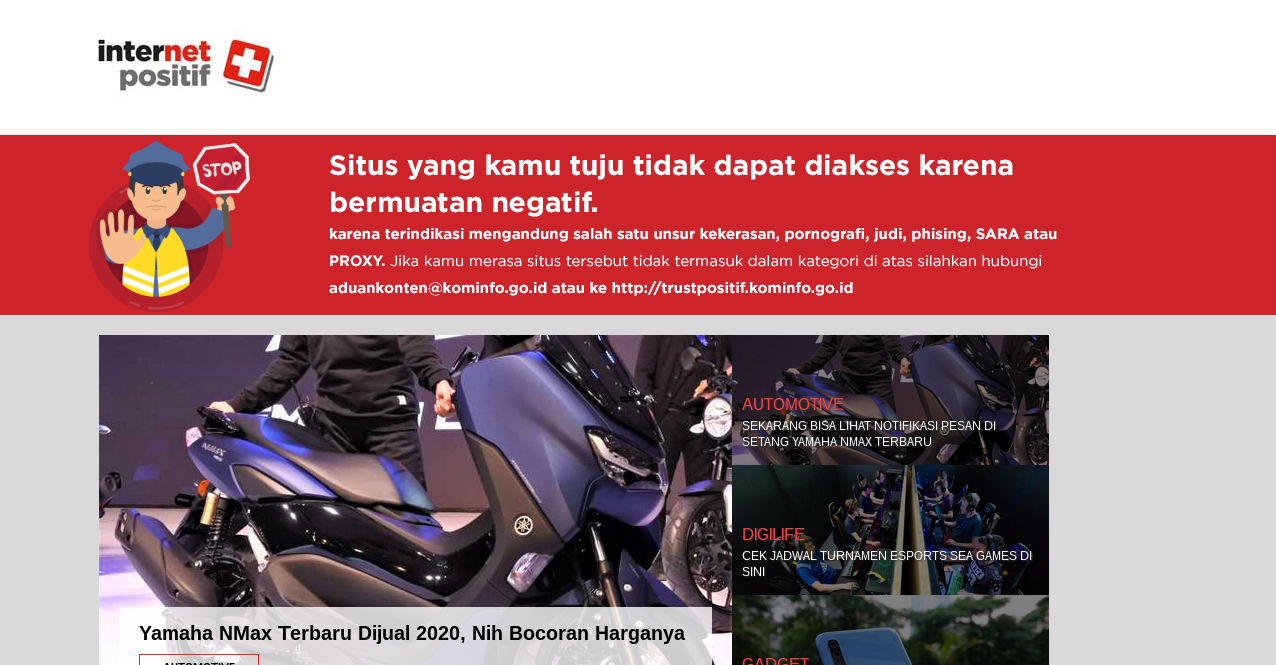 internet
positif
STOP
Situs yang kamu tuju tidak dapat diakses karena
bermuatan negatif.
karena terindikasi mengandung salah satu unsur kekerasan, pornografi, judi, phising, SARA atau
PROXY. Jika kamu merasa situs tersebut tidak termasuk dalam kategori di atas silahkan hubungi
aduankonten@kominfo.go.id atau ke http://trustpositif.kominfo.go.id
NMAX
Yamaha NMax Terbaru Dijual 2020, Nih Bocoran Harganya
AUTOMOTIVE
AUTOMOTIVE
SEKARANG BISA LIHAT NOTIFIKASI PESAN DI
SETANG YAMAHA NMAX TERBARU
DIGILIFE
CEK JADWAL TURNAMEN ESPORTS SEA GAMES DI
SINI
GADGET